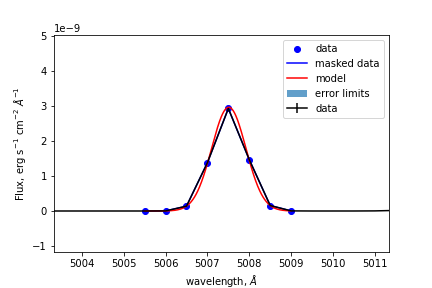 1e−9
5
4
3
2
1
0
−1
Flux, erg s⁻¹ cm⁻² Å⁻¹
data
masked data
model
error limits
data
5004 5005 5006 5007 5008 5009 5010 5011
wavelength, Å